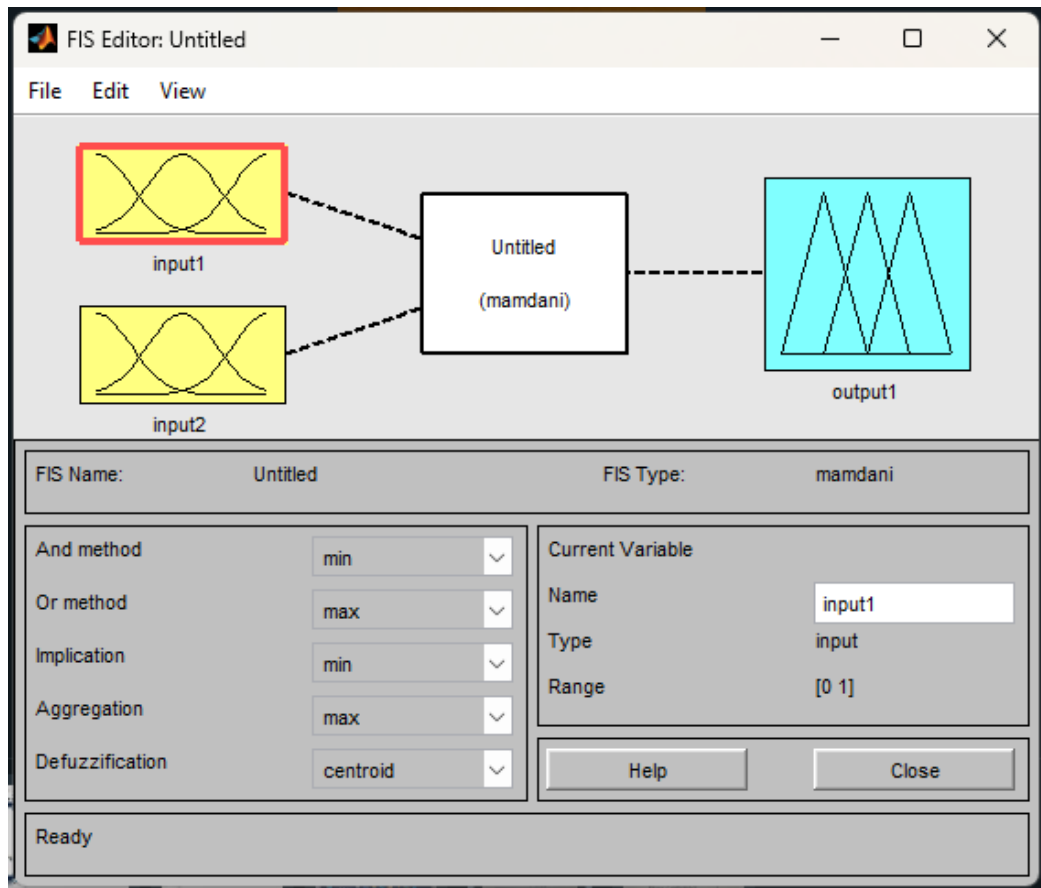 FIS Editor: Untitled
File Edit View
input1
input2
Untitled
(mamdani)
output1
FIS Name: Untitled FIS Type: mamdani
And method min
Or method max
Implication min
Aggregation max
Defuzzification centroid
Current Variable
Name input1
Type input
Range [0 1]
Help Close
Ready